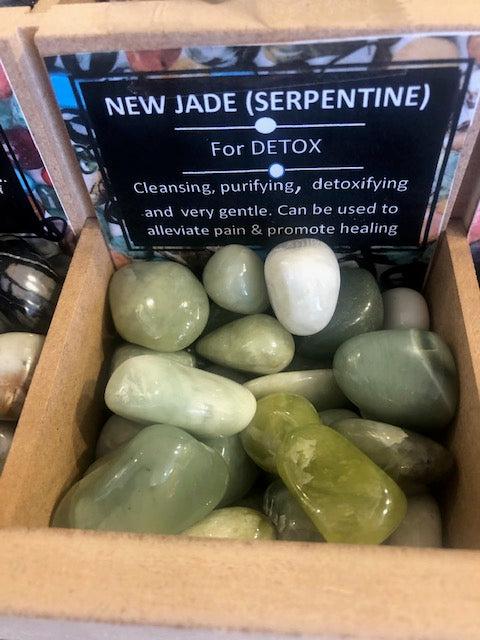 NEW JADE (SERPENTINE)
For DETOX
Cleansing, purifying, detoxifying
and very gentle. Can be used to
alleviate pain & promote healing